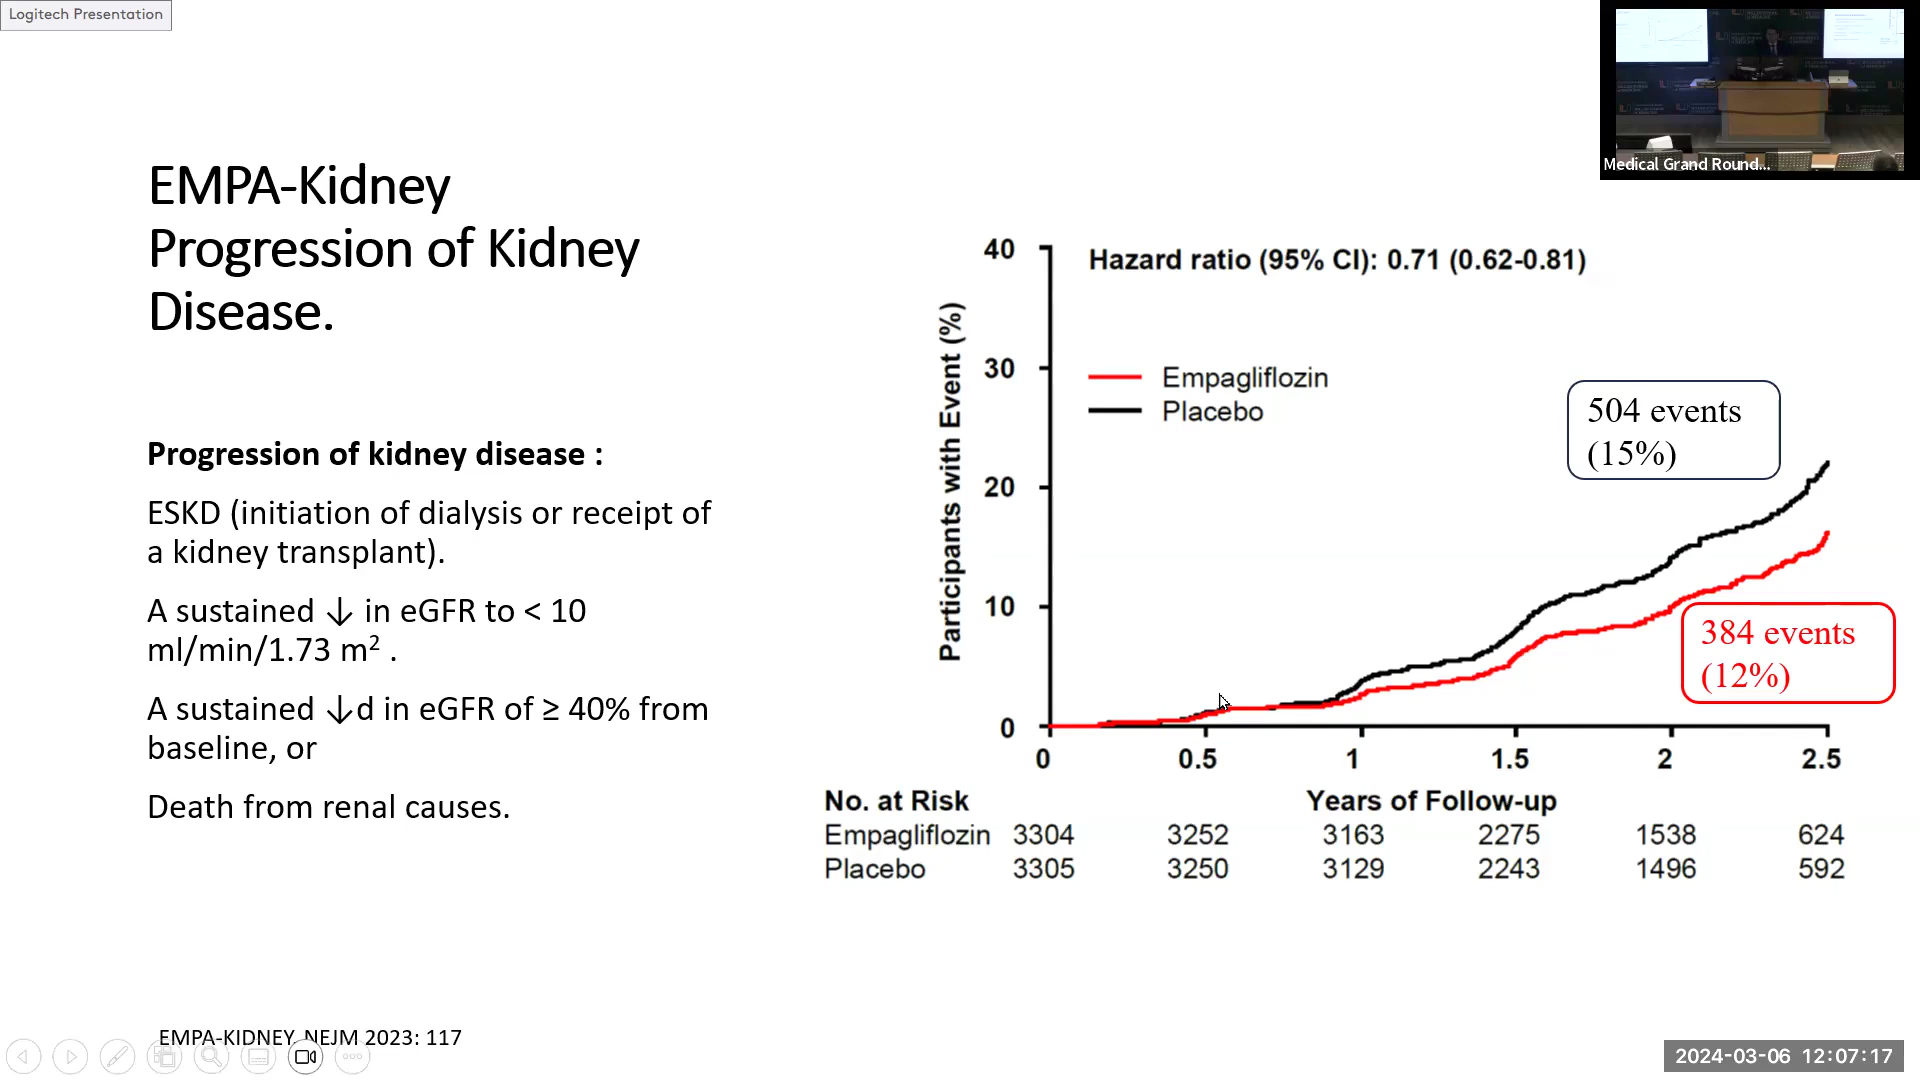 Logitech Presentation
Medical Grand Round...
EMPA-Kidney
Progression of Kidney
Disease.
Progression of kidney disease :
ESKD (initiation of dialysis or receipt of
a kidney transplant).
A sustained ↓ in eGFR to < 10
ml/min/1.73 m² .
A sustained ↓d in eGFR of ≥ 40% from
baseline, or
Death from renal causes.
Hazard ratio (95% CI): 0.71 (0.62-0.81)
Participants with Event (%)
40
30
20
10
0
Empagliflozin
Placebo
504 events
(15%)
384 events
(12%)
0 0.5 1 1.5 2 2.5
No. at Risk Years of Follow-up
Empagliflozin 3304 3252 3163 2275 1538 624
Placebo 3305 3250 3129 2243 1496 592
EMPA-KIDNEY. NEJM 2023: 117
2024-03-06 12:07:17